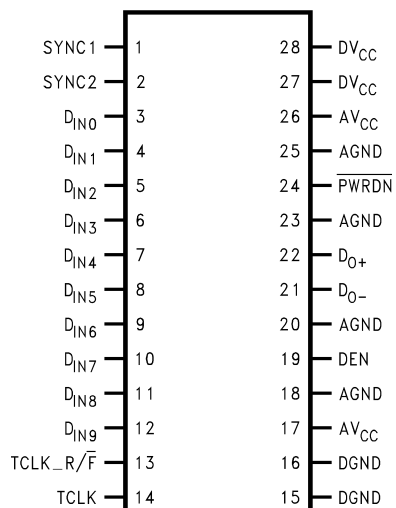 SYNC1 1 28 DVCC
SYNC2 2 27 DVCC
DIN0 3 26 AVCC
DIN1 4 25 AGND
DIN2 5 24 P̅W̅R̅D̅N̅
DIN3 6 23 AGND
DIN4 7 22 DO+
DIN5 8 21 DO−
DIN6 9 20 AGND
DIN7 10 19 DEN
DIN8 11 18 AGND
DIN9 12 17 AVCC
TCLK_R/F̅ 13 16 DGND
TCLK 14 15 DGND